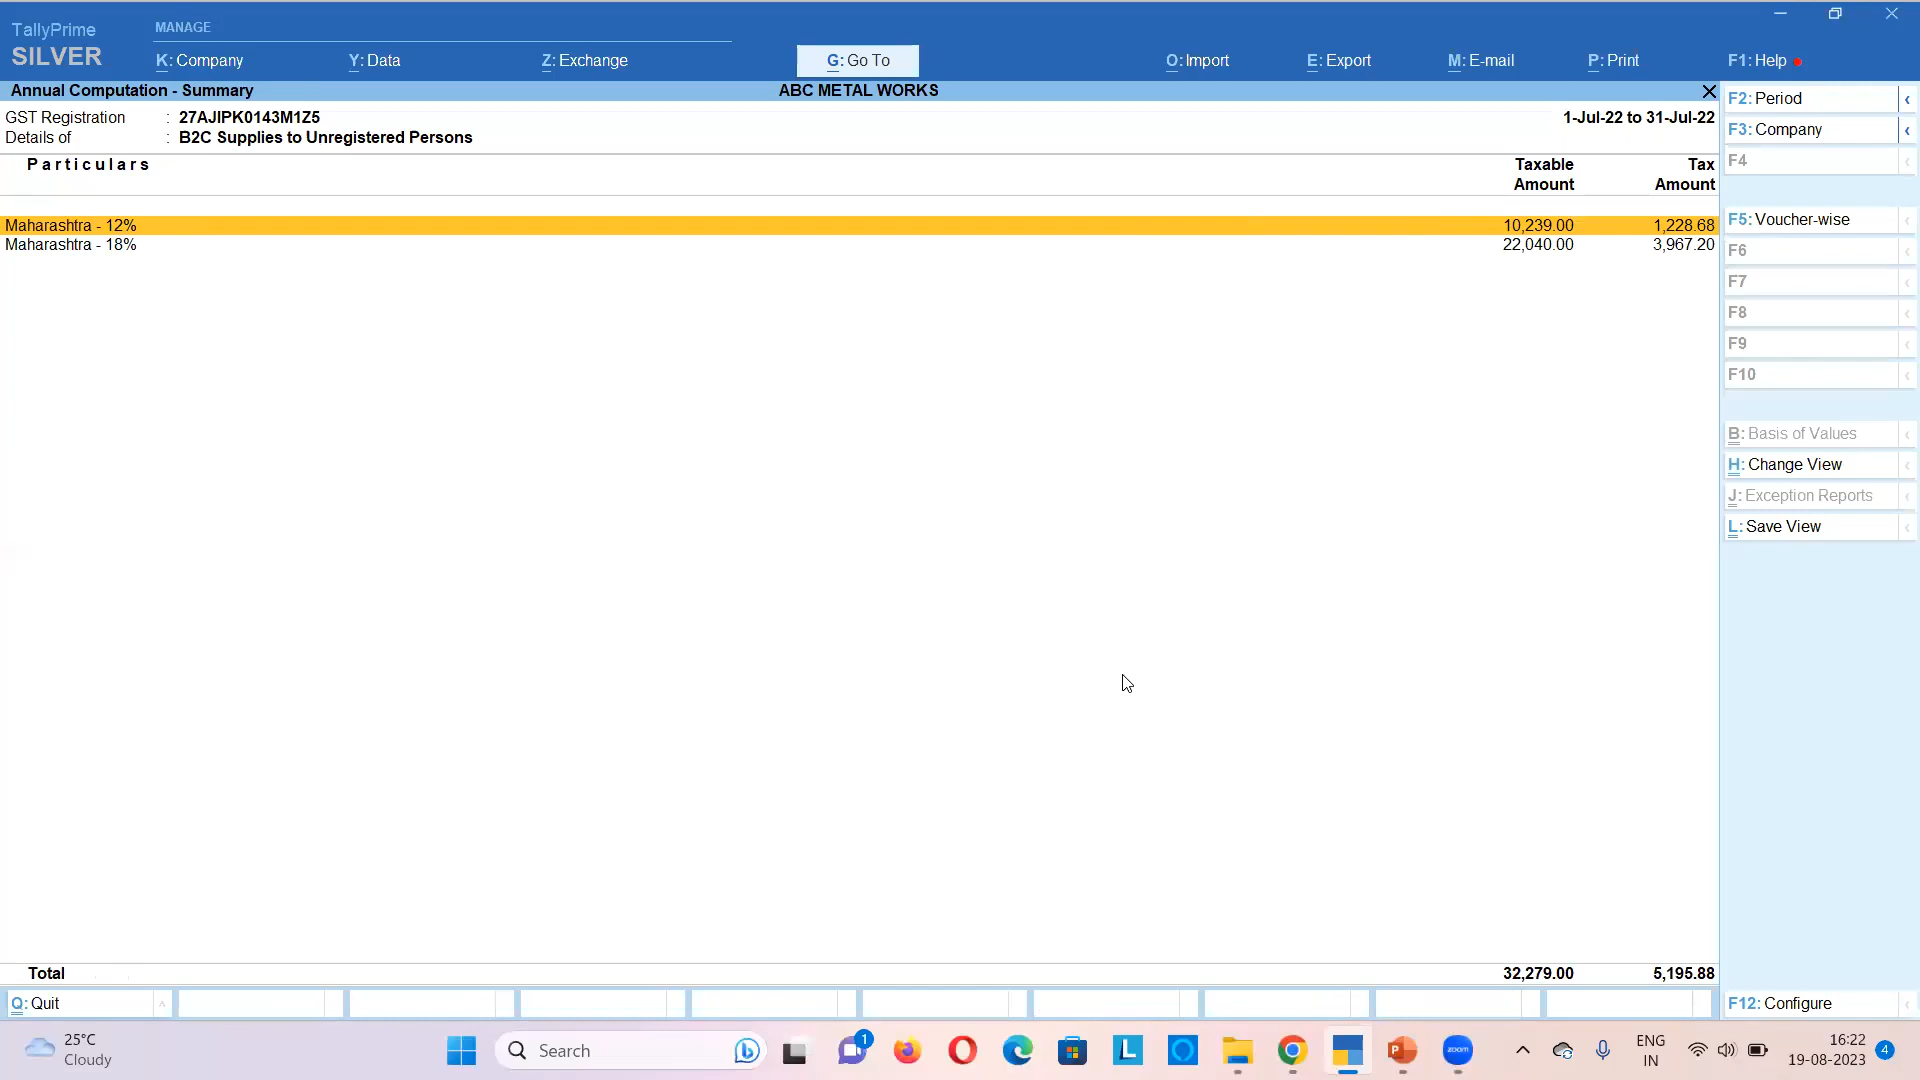 TallyPrime
SILVER
MANAGE
K: Company
Y: Data
Z: Exchange
G: Go To
O: Import
E: Export
M: E-mail
P: Print
F1: Help
Annual Computation - Summary
ABC METAL WORKS
GST Registration : 27AJIPK0143M1Z5
1-Jul-22 to 31-Jul-22
Details of : B2C Supplies to Unregistered Persons
Particulars
Taxable Amount
Tax Amount
Maharashtra - 12% 10,239.00 1,228.68
Maharashtra - 18% 22,040.00 3,967.20
Total 32,279.00 5,195.88
F2: Period
F3: Company
F4
F5: Voucher-wise
F6
F7
F8
F9
F10
B: Basis of Values
H: Change View
J: Exception Reports
L: Save View
F12: Configure
Q: Quit
25°C
Cloudy
Search
1
zoom
ENG
IN
16:22
19-08-2023
4